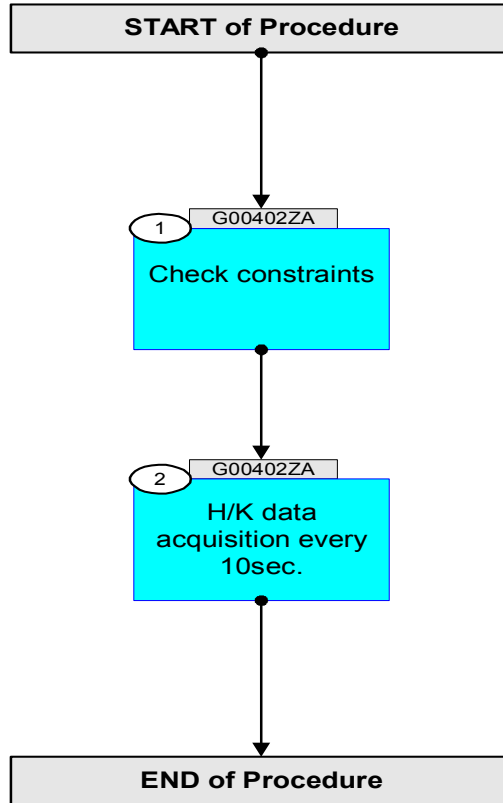 START of Procedure
G00402ZA
1
Check constraints
G00402ZA
2
H/K data
acquisition every
10sec.
END of Procedure